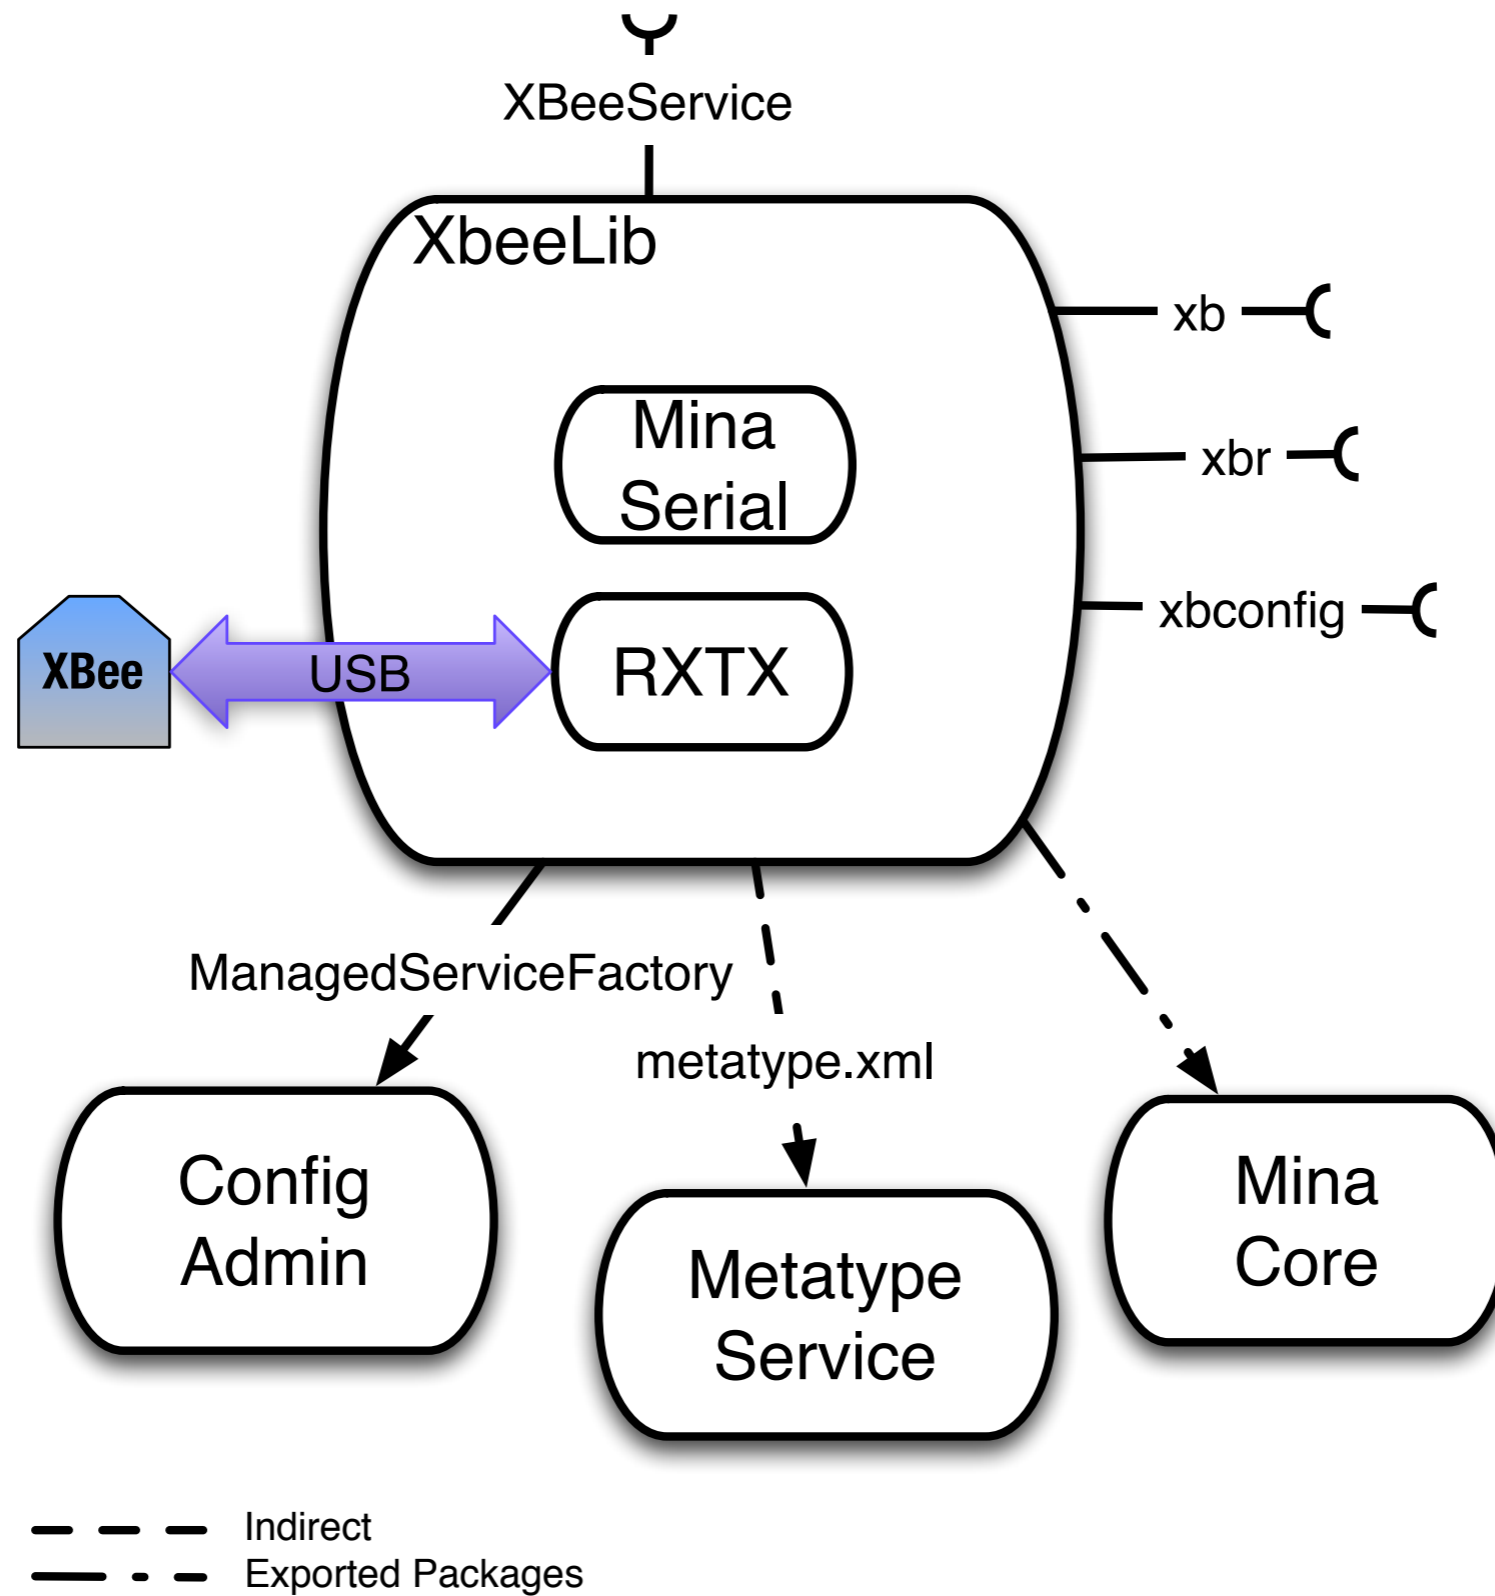 XBeeService
XbeeLib
xb
Mina
Serial
xbr
xbconfig
XBee
USB
RXTX
ManagedServiceFactory
metatype.xml
Config
Admin
Metatype
Service
Mina
Core
Indirect
Exported Packages